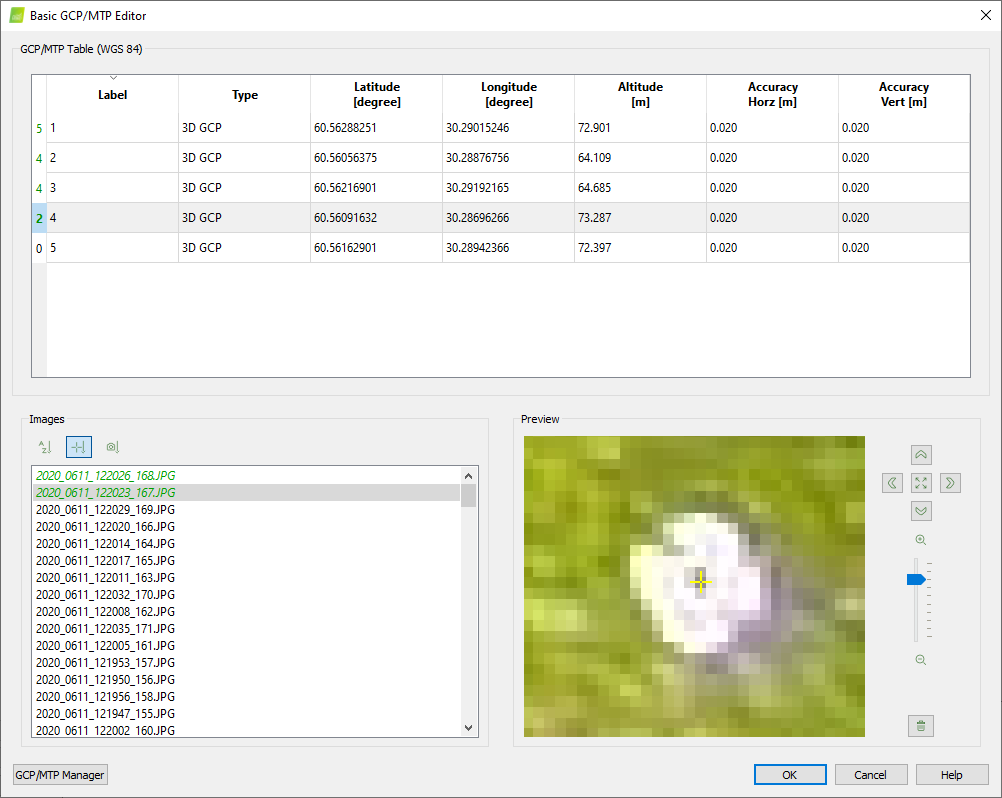 Basic GCP/MTP Editor
GCP/MTP Table (WGS 84)
Label Type Latitude [degree] Longitude [degree] Altitude [m] Accuracy Horz [m] Accuracy Vert [m]
5 1 3D GCP 60.56288251 30.29015246 72.901 0.020 0.020
4 2 3D GCP 60.56056375 30.28876756 64.109 0.020 0.020
4 3 3D GCP 60.56216901 30.29192165 64.685 0.020 0.020
2 4 3D GCP 60.56091632 30.28696266 73.287 0.020 0.020
0 5 3D GCP 60.56162901 30.28942366 72.397 0.020 0.020
Images
2020_0611_122026_168.JPG
2020_0611_122023_167.JPG
2020_0611_122029_169.JPG
2020_0611_122020_166.JPG
2020_0611_122014_164.JPG
2020_0611_122017_165.JPG
2020_0611_122011_163.JPG
2020_0611_122032_170.JPG
2020_0611_122008_162.JPG
2020_0611_122035_171.JPG
2020_0611_122005_161.JPG
2020_0611_121953_157.JPG
2020_0611_121950_156.JPG
2020_0611_121956_158.JPG
2020_0611_121947_155.JPG
2020_0611_122002_160.JPG
Preview
GCP/MTP Manager
OK
Cancel
Help